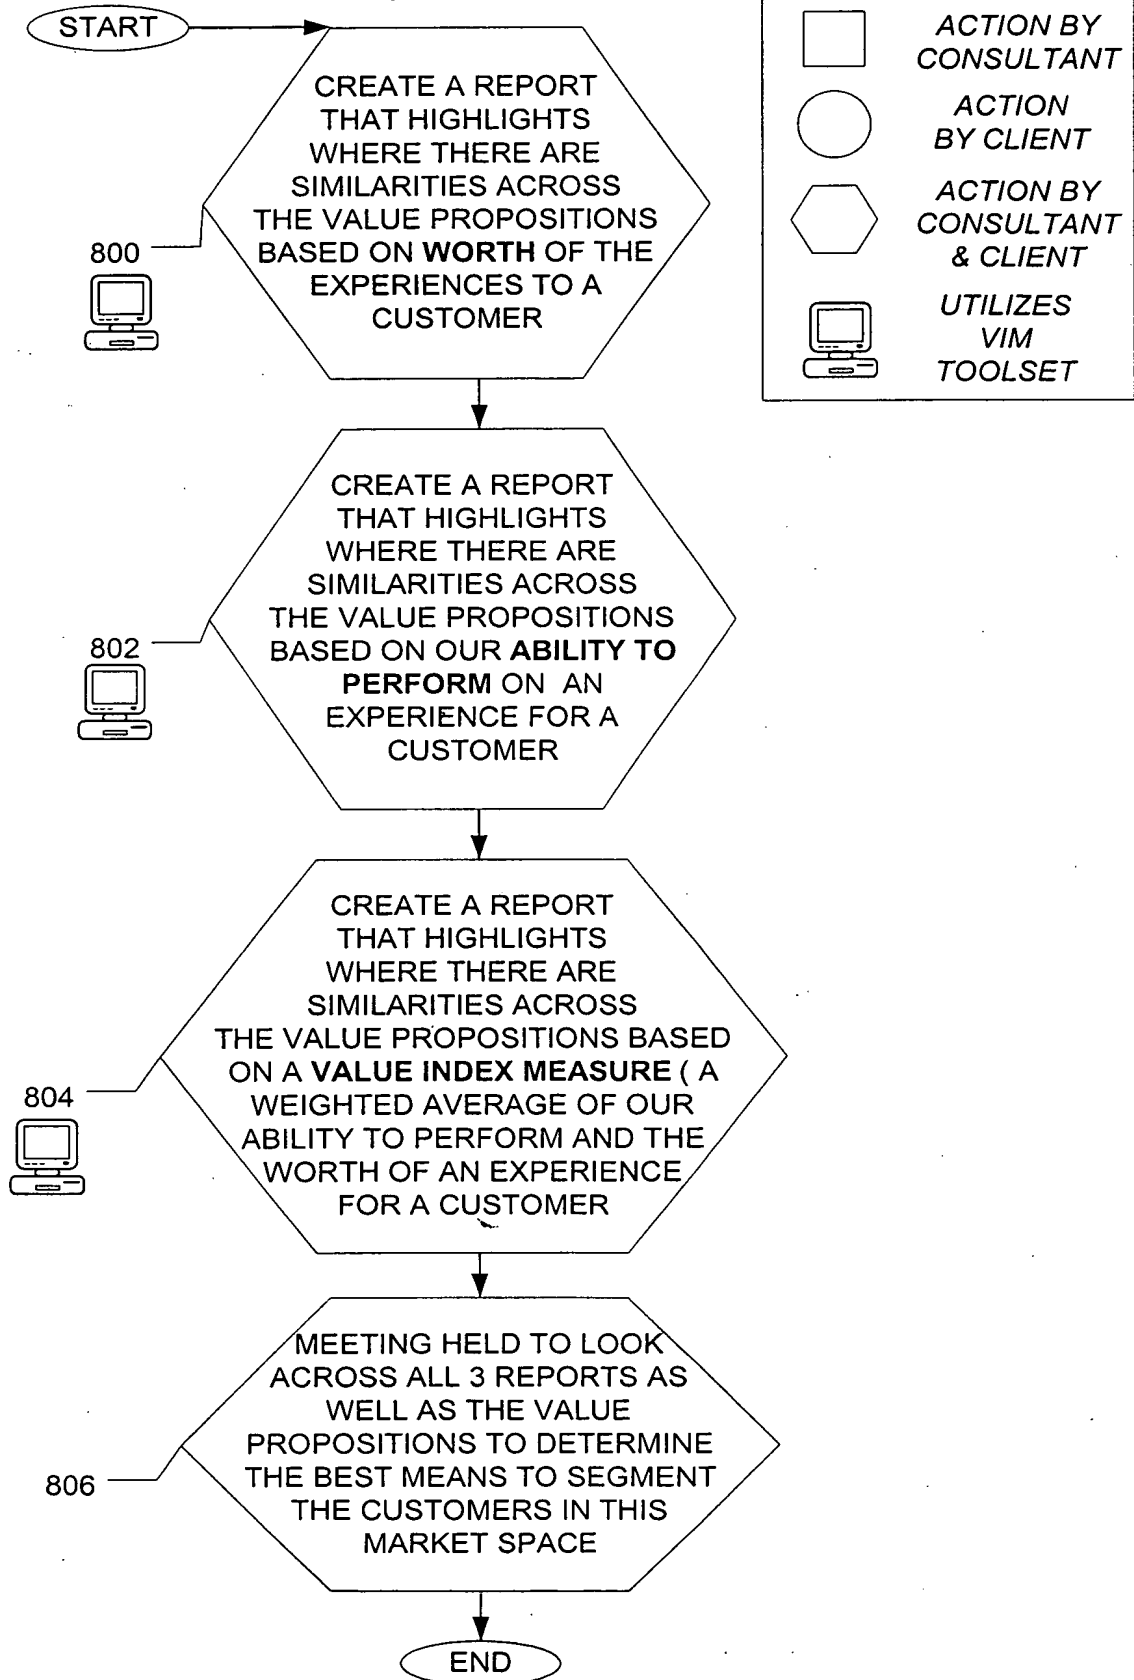 START
CREATE A REPORT
THAT HIGHLIGHTS
WHERE THERE ARE
SIMILARITIES ACROSS
THE VALUE PROPOSITIONS
BASED ON WORTH OF THE
EXPERIENCES TO A
CUSTOMER
800
ACTION BY
CONSULTANT
ACTION
BY CLIENT
ACTION BY
CONSULTANT
& CLIENT
UTILIZES
VIM
TOOLSET
CREATE A REPORT
THAT HIGHLIGHTS
WHERE THERE ARE
SIMILARITIES ACROSS
THE VALUE PROPOSITIONS
BASED ON OUR ABILITY TO
PERFORM ON AN
EXPERIENCE FOR A
CUSTOMER
802
CREATE A REPORT
THAT HIGHLIGHTS
WHERE THERE ARE
SIMILARITIES ACROSS
THE VALUE PROPOSITIONS BASED
ON A VALUE INDEX MEASURE ( A
WEIGHTED AVERAGE OF OUR
ABILITY TO PERFORM AND THE
WORTH OF AN EXPERIENCE
FOR A CUSTOMER
804
MEETING HELD TO LOOK
ACROSS ALL 3 REPORTS AS
WELL AS THE VALUE
PROPOSITIONS TO DETERMINE
THE BEST MEANS TO SEGMENT
THE CUSTOMERS IN THIS
MARKET SPACE
806
END